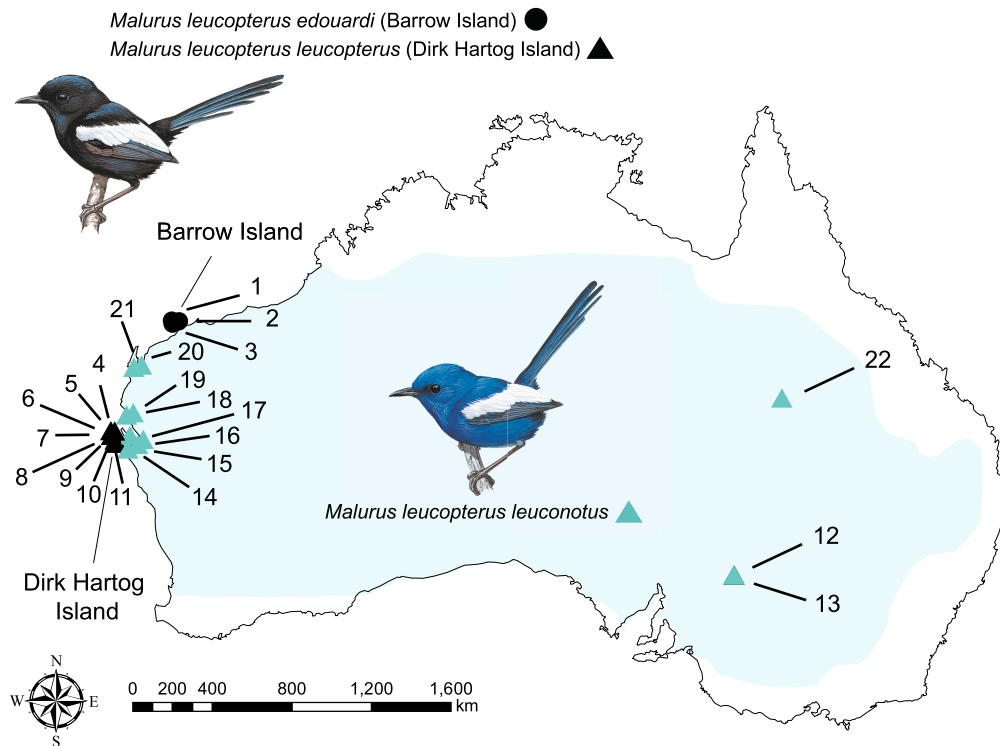 Malurus leucopterus edouardi (Barrow Island)
Malurus leucopterus leucopterus (Dirk Hartog Island)
Barrow Island
1
2
3
21
20
4
19
5
18
6
17
22
7
16
8
15
9
10
11
14
Malurus leucopterus leuconotus
12
13
Dirk Hartog
Island
N
W
E
S
0 200 400 800 1,200 1,600
km